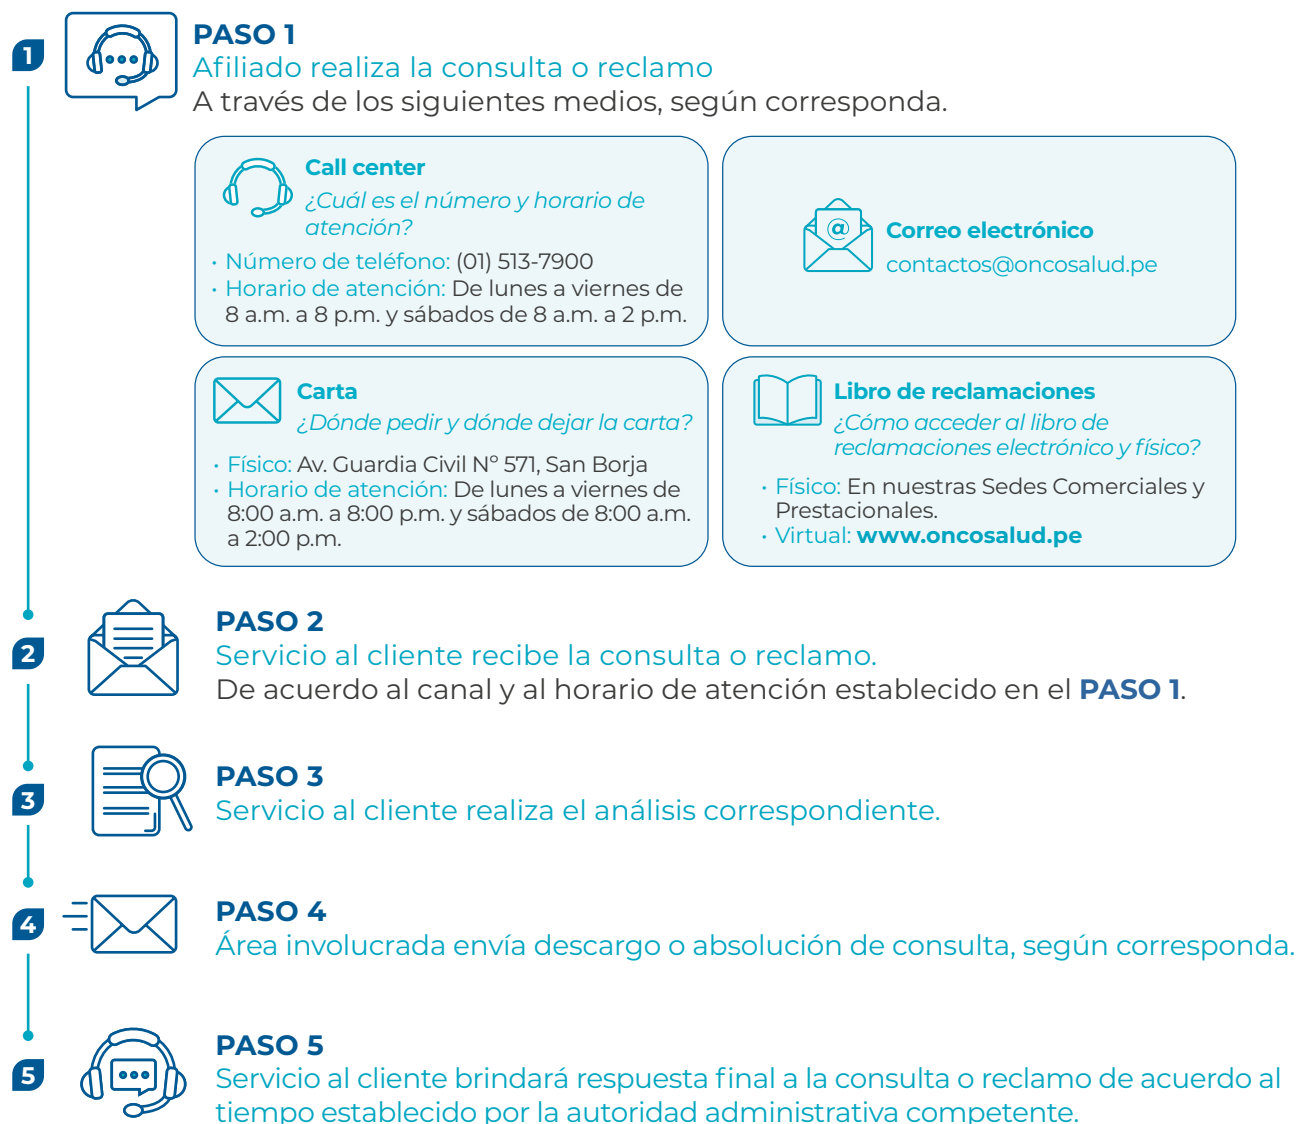 1
PASO 1
Afiliado realiza la consulta o reclamo
A través de los siguientes medios, según corresponda.
Call center
¿Cuál es el número y horario de
atención?
• Número de teléfono: (01) 513-7900
• Horario de atención: De lunes a viernes de
8 a.m. a 8 p.m. y sábados de 8 a.m. a 2 p.m.
@
Correo electrónico
contactos@oncosalud.pe
Carta
¿Dónde pedir y dónde dejar la carta?
• Físico: Av. Guardia Civil Nº 571, San Borja
• Horario de atención: De lunes a viernes de
8:00 a.m. a 8:00 p.m. y sábados de 8:00 a.m.
a 2:00 p.m.
Libro de reclamaciones
¿Cómo acceder al libro de
reclamaciones electrónico y físico?
• Físico: En nuestras Sedes Comerciales y
Prestacionales.
• Virtual: www.oncosalud.pe
2
PASO 2
Servicio al cliente recibe la consulta o reclamo.
De acuerdo al canal y al horario de atención establecido en el PASO 1.
3
PASO 3
Servicio al cliente realiza el análisis correspondiente.
4
PASO 4
Área involucrada envía descargo o absolución de consulta, según corresponda.
5
PASO 5
Servicio al cliente brindará respuesta final a la consulta o reclamo de acuerdo al
tiempo establecido por la autoridad administrativa competente.